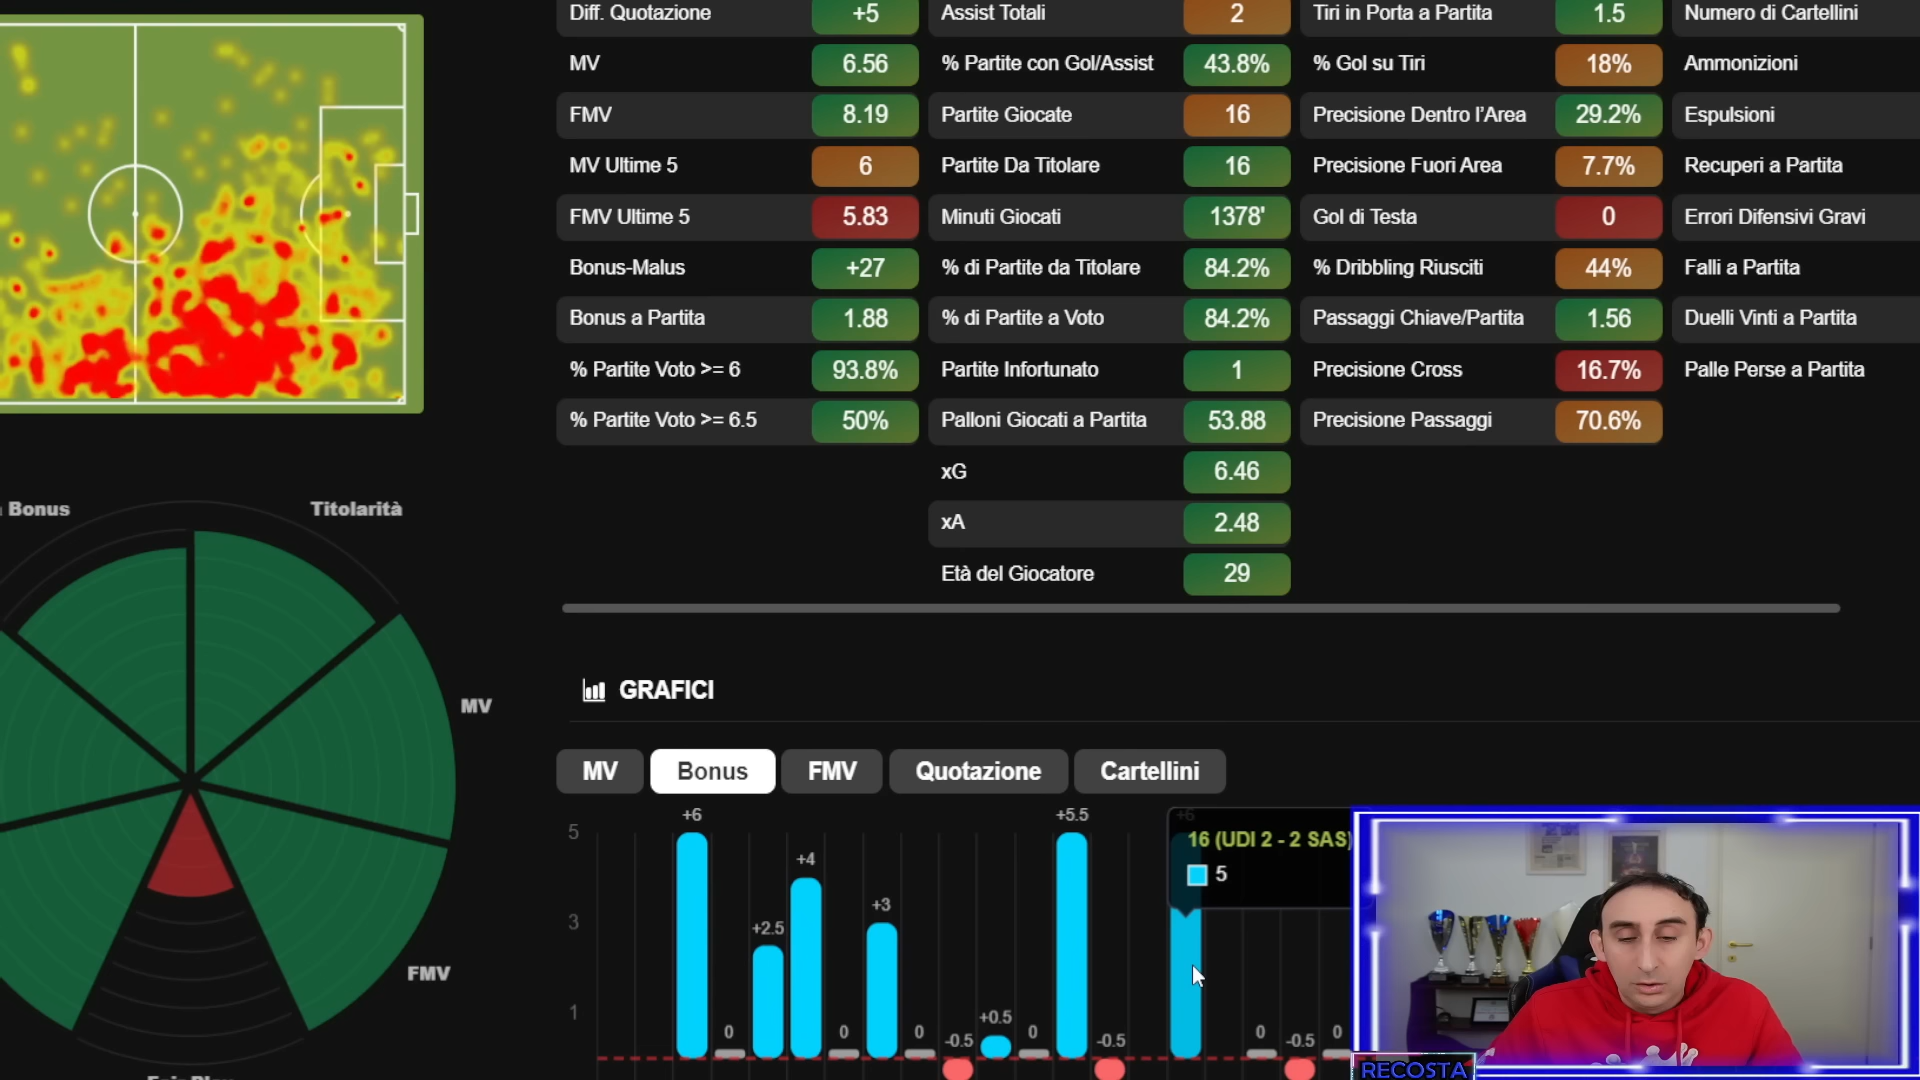 Diff. Quotazione +5
MV 6.56
FMV 8.19
MV Ultime 5 6
FMV Ultime 5 5.83
Bonus-Malus +27
Bonus a Partita 1.88
% Partite Voto >= 6 93.8%
% Partite Voto >= 6.5 50%
Assist Totali 2
% Partite con Gol/Assist 43.8%
Partite Giocate 16
Partite Da Titolare 16
Minuti Giocati 1378'
% di Partite da Titolare 84.2%
% di Partite a Voto 84.2%
Partite Infortunato 1
Palloni Giocati a Partita 53.88
xG 6.46
xA 2.48
Età del Giocatore 29
Tiri in Porta a Partita 1.5
% Gol su Tiri 18%
Precisione Dentro l'Area 29.2%
Precisione Fuori Area 7.7%
Gol di Testa 0
% Dribbling Riusciti 44%
Passaggi Chiave/Partita 1.56
Precisione Cross 16.7%
Precisione Passaggi 70.6%
Numero di Cartellini
Ammonizioni
Espulsioni
Recuperi a Partita
Errori Difensivi Gravi
Falli a Partita
Duelli Vinti a Partita
Palle Perse a Partita
Bonus
Titolarità
MV
FMV
GRAFICI
MV Bonus FMV Quotazione Cartellini
5
3
1
+6
0
+2.5
+4
0
+3
0
-0.5
+0.5
0
+5.5
-0.5
+6
16 (UDI 2 - 2 SAS)
5
0
-0.5
0
RECOSTA